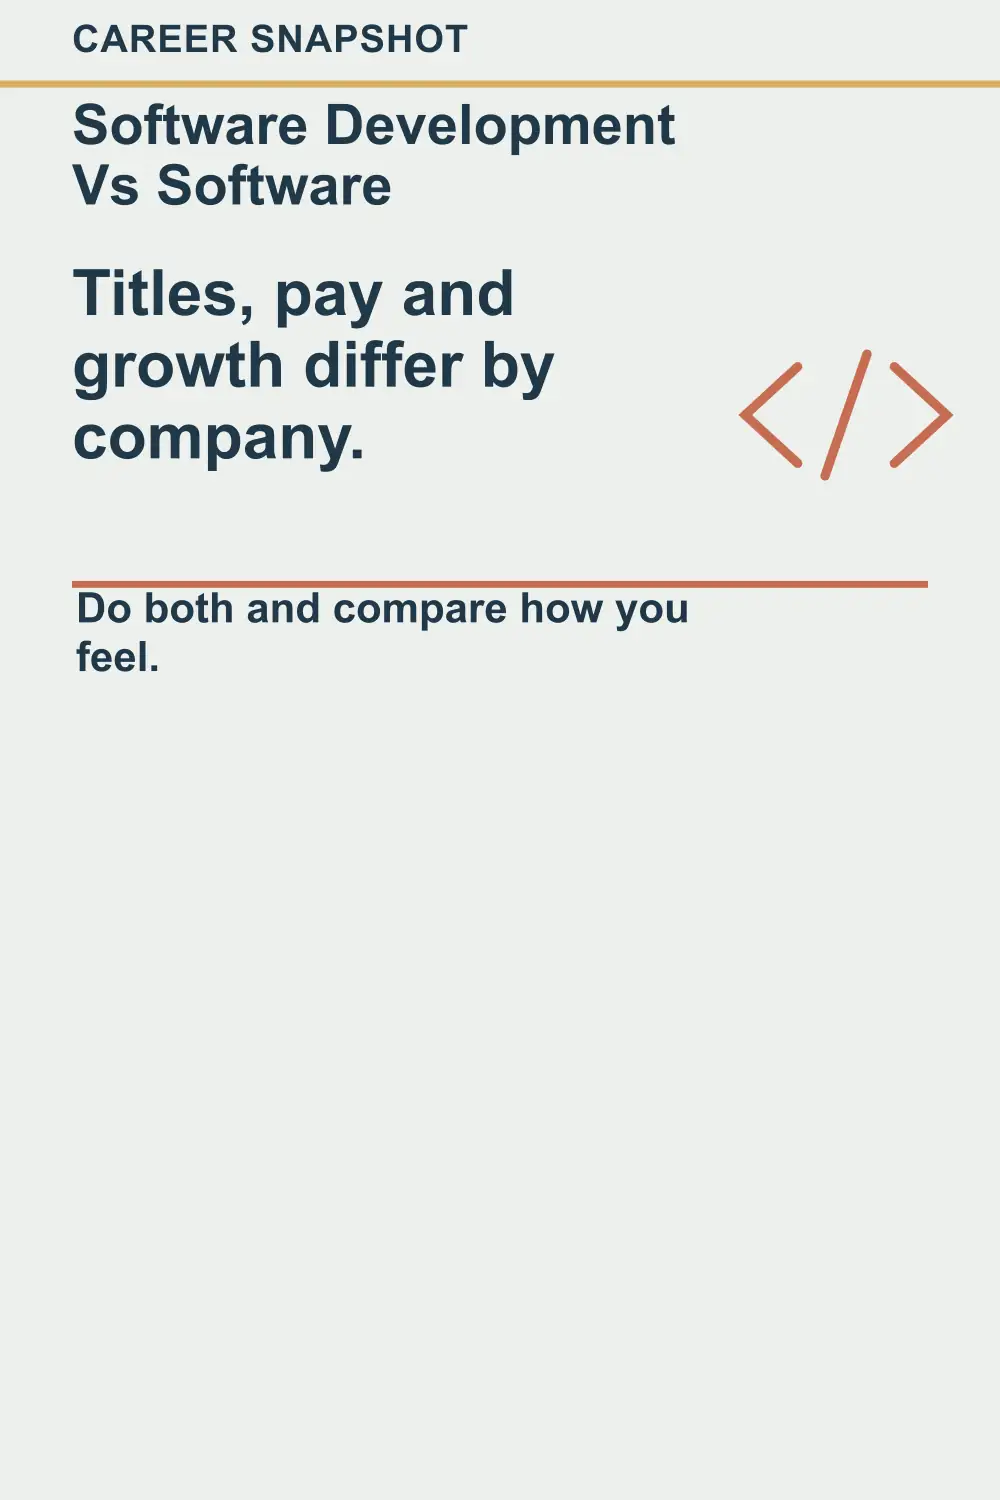 CAREER SNAPSHOT
Software Development
Vs Software
Titles, pay and
growth differ by
company.
Do both and compare how you
feel.